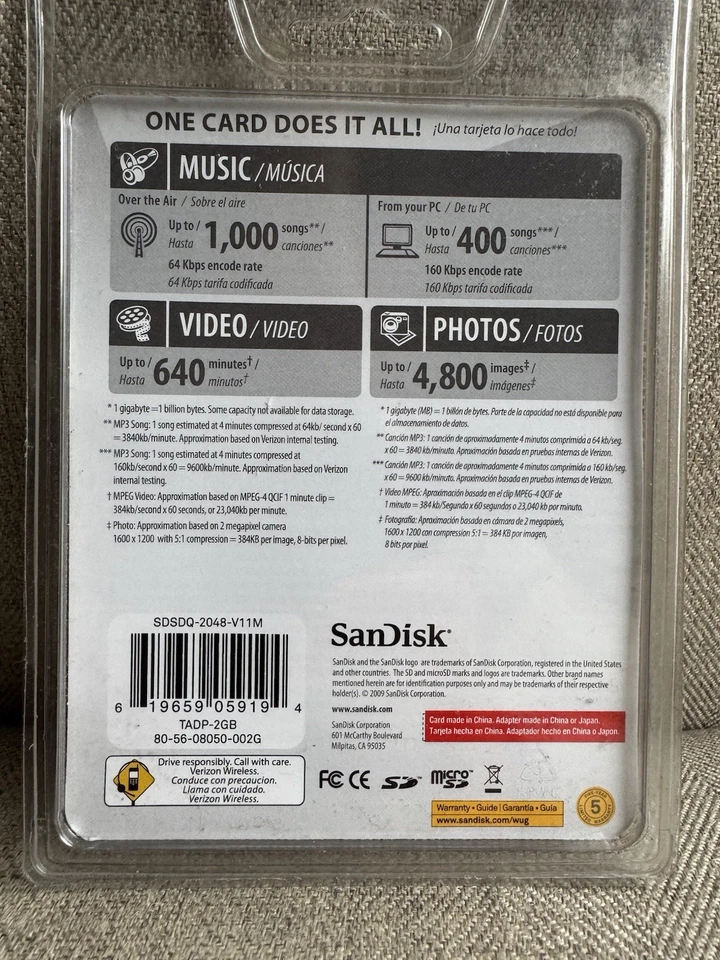 ONE CARD DOES IT ALL! ¡Una tarjeta lo hace todo!
MUSIC / MÚSICA
Over the Air / Sobre el aire
Up to / Hasta 1,000 songs** / canciones**
64 Kbps encode rate
64 Kbps tarifa codificada
From your PC / De tu PC
Up to / Hasta 400 songs*** / canciones***
160 Kbps encode rate
160 Kbps tarifa codificada
VIDEO / VIDEO
Up to / Hasta 640 minutes† / minutos†
PHOTOS / FOTOS
Up to / Hasta 4,800 images‡ / imágenes‡
* 1 gigabyte =1 billion bytes. Some capacity not available for data storage.
** MP3 Song: 1 song estimated at 4 minutes compressed at 64kb/ second x 60
= 3840kb/minute. Approximation based on Verizon internal testing.
*** MP3 Song: 1 song estimated at 4 minutes compressed at
160kb/second x 60 = 9600kb/minute. Approximation based on Verizon
internal testing.
† MPEG Video: Approximation based on MPEG-4 QCIF 1 minute clip =
384kb/second x 60 seconds, or 23,040kb per minute.
‡ Photo: Approximation based on 2 megapixel camera
1600 x 1200 with 5:1 compression = 384KB per image, 8-bits per pixel.
* 1 gigabyte (MB) = 1 billón de bytes. Parte de la capacidad no está disponible para
el almacenamiento de datos.
** Canción MP3: 1 canción de aproximadamente 4 minutos comprimida a 64 kb/seg.
x 60 = 3840 kb/minuto. Aproximación basada en pruebas internas de Verizon.
*** Canción MP3: 1 canción de aproximadamente 4 minutos comprimida a 160 kb/seg.
x 60 = 9600 kb/minuto. Aproximación basada en pruebas internas de Verizon.
† Video MPEG: Aproximación basada en el clip MPEG-4 QCIF de
1 minuto = 384 kb/Segundo x 60 segundos o 23,040 kb por minuto.
‡ Fotografía: Aproximación basada en cámara de 2 megapixels,
1600 x 1200 con compresión 5:1 = 384 KB por imagen,
8 bits por pixel.
SDSDQ-2048-V11M
6 19659 05919 4
TADP-2GB
80-56-08050-002G
Drive responsibly. Call with care.
Verizon Wireless.
Conduce con precaucion.
Llama con cuidado.
Verizon Wireless.
SanDisk®
SanDisk and the SanDisk logo are trademarks of SanDisk Corporation, registered in the United States
and other countries. The SD and microSD marks and logos are trademarks. Other brand names
mentioned herein are for identification purposes only and may be trademarks of their respective
holder(s). © 2009 SanDisk Corporation.
www.sandisk.com
SanDisk Corporation
601 McCarthy Boulevard
Milpitas, CA 95035
Card made in China. Adapter made in China or Japan.
Tarjeta hecha en China. Adaptador hecho en China o Japon.
FC CE SD micro SD
Warranty • Guide | Garantía • Guía
www.sandisk.com/wug
5